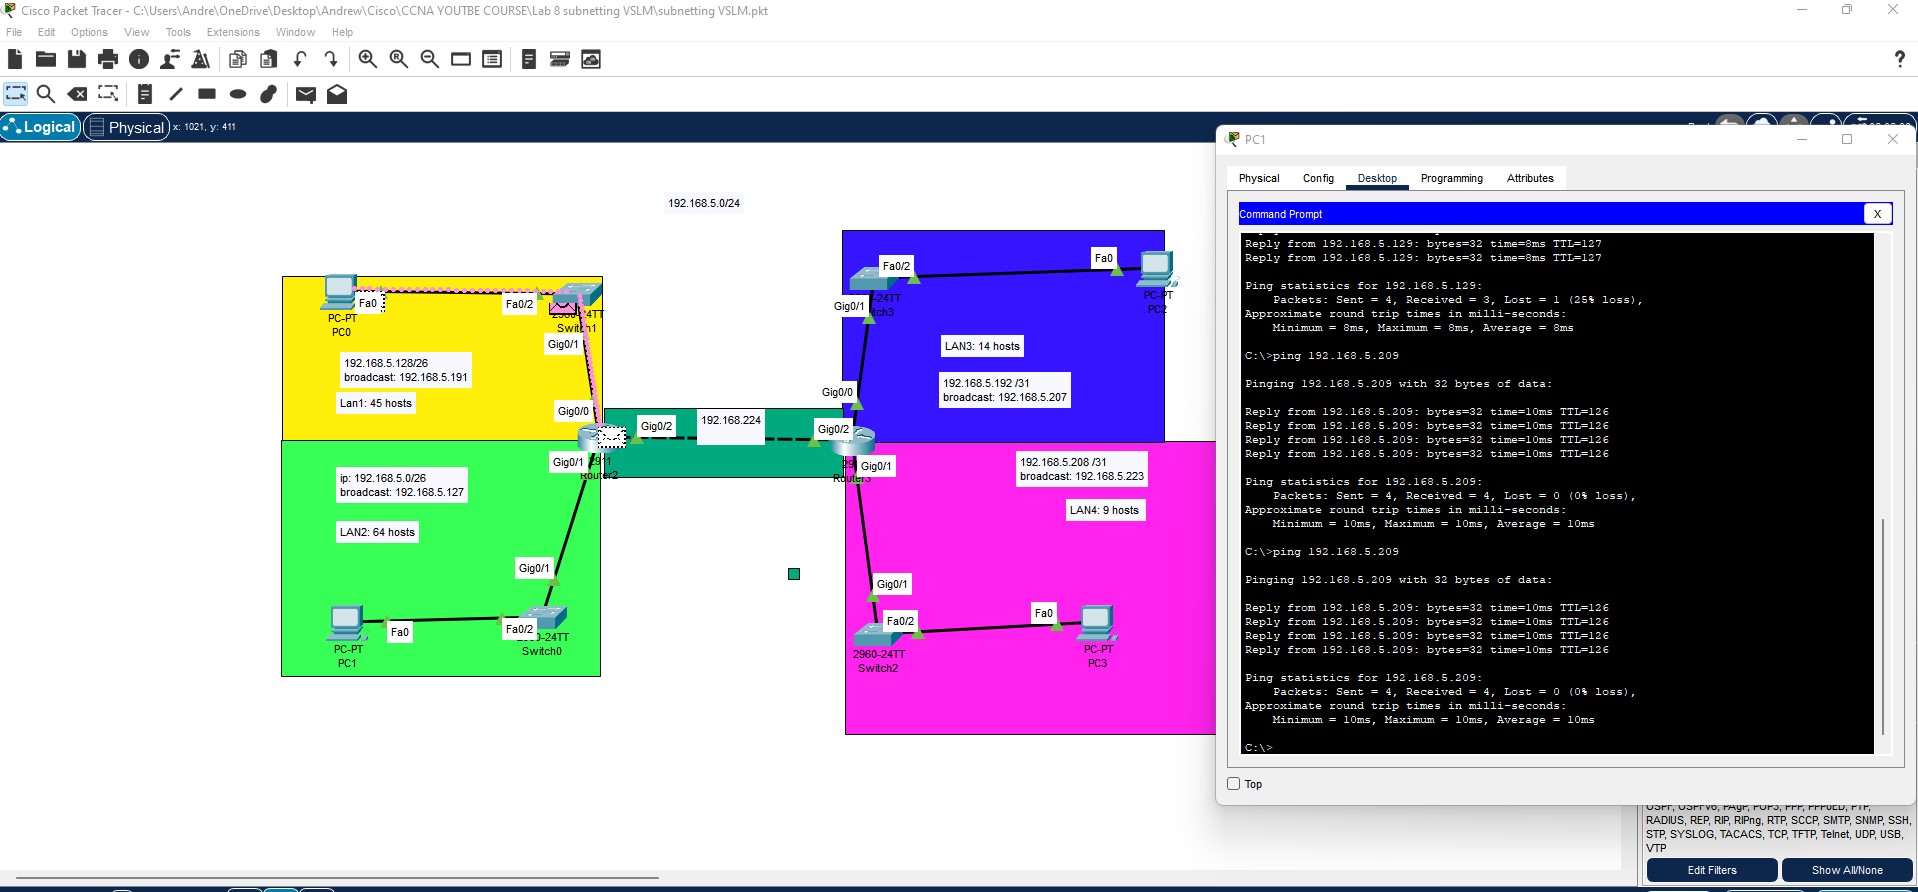 Cisco Packet Tracer - C:\Users\Andre\OneDrive\Desktop\Andrew\Cisco\CCNA YOUTBE COURSE\Lab 8 subnetting VSLM\subnetting VSLM.pkt
File Edit Options View Tools Extensions Window Help
Logical Physical x: 1021, y: 411
192.168.5.0/24
Fa0
Fa0/2
PC-PT
PC0
Switch1
Gig0/1
192.168.5.128/26
broadcast: 192.168.5.191
Lan1: 45 hosts
Gig0/0
Gig0/1
Router2
ip: 192.168.5.0/26
broadcast: 192.168.5.127
LAN2: 64 hosts
Gig0/1
Fa0
Fa0/2
PC-PT
PC1
Switch0
Gig0/2
192.168.224
Gig0/2
Fa0/2
Fa0
-24TT
Gig0/1
PC-PT
PC2
LAN3: 14 hosts
192.168.5.192 /31
broadcast: 192.168.5.207
Gig0/0
Gig0/1
Router3
192.168.5.208 /31
broadcast: 192.168.5.223
LAN4: 9 hosts
Gig0/1
Fa0/2
Fa0
2960-24TT
Switch2
PC-PT
PC3
PC1
Physical Config Desktop Programming Attributes
Command Prompt X
Reply from 192.168.5.129: bytes=32 time=8ms TTL=127
Reply from 192.168.5.129: bytes=32 time=8ms TTL=127
Ping statistics for 192.168.5.129:
Packets: Sent = 4, Received = 3, Lost = 1 (25% loss),
Approximate round trip times in milli-seconds:
Minimum = 8ms, Maximum = 8ms, Average = 8ms
C:\>ping 192.168.5.209
Pinging 192.168.5.209 with 32 bytes of data:
Reply from 192.168.5.209: bytes=32 time=10ms TTL=126
Reply from 192.168.5.209: bytes=32 time=10ms TTL=126
Reply from 192.168.5.209: bytes=32 time=10ms TTL=126
Reply from 192.168.5.209: bytes=32 time=10ms TTL=126
Ping statistics for 192.168.5.209:
Packets: Sent = 4, Received = 4, Lost = 0 (0% loss),
Approximate round trip times in milli-seconds:
Minimum = 10ms, Maximum = 10ms, Average = 10ms
C:\>ping 192.168.5.209
Pinging 192.168.5.209 with 32 bytes of data:
Reply from 192.168.5.209: bytes=32 time=10ms TTL=126
Reply from 192.168.5.209: bytes=32 time=10ms TTL=126
Reply from 192.168.5.209: bytes=32 time=10ms TTL=126
Reply from 192.168.5.209: bytes=32 time=10ms TTL=126
Ping statistics for 192.168.5.209:
Packets: Sent = 4, Received = 4, Lost = 0 (0% loss),
Approximate round trip times in milli-seconds:
Minimum = 10ms, Maximum = 10ms, Average = 10ms
C:\>
Top
OSPF, OSPFv6, PAgP, POP3, PPP, PPPoED, PTP,
RADIUS, REP, RIP, RIPng, RTP, SCCP, SMTP, SNMP, SSH,
STP, SYSLOG, TACACS, TCP, TFTP, Telnet, UDP, USB,
VTP
Edit Filters Show All/None